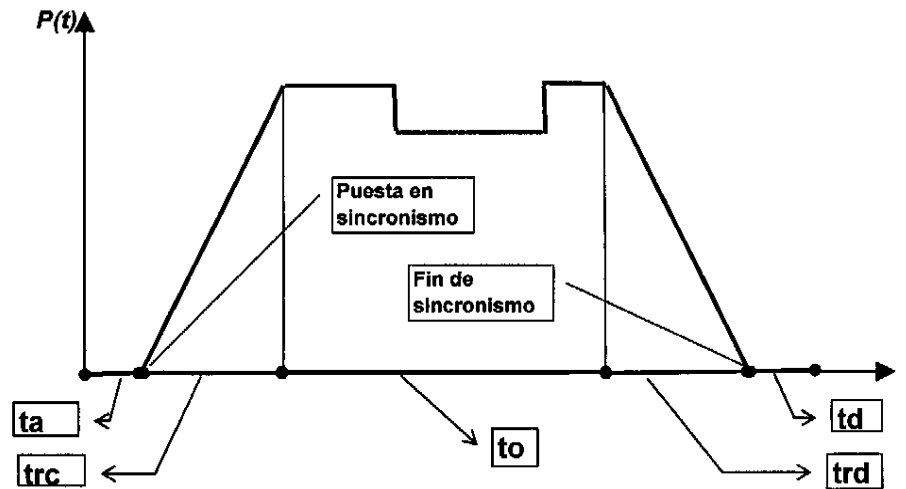 P(t)
Puesta en
sincronismo
Fin de
sincronismo
ta
td
to
trc
trd